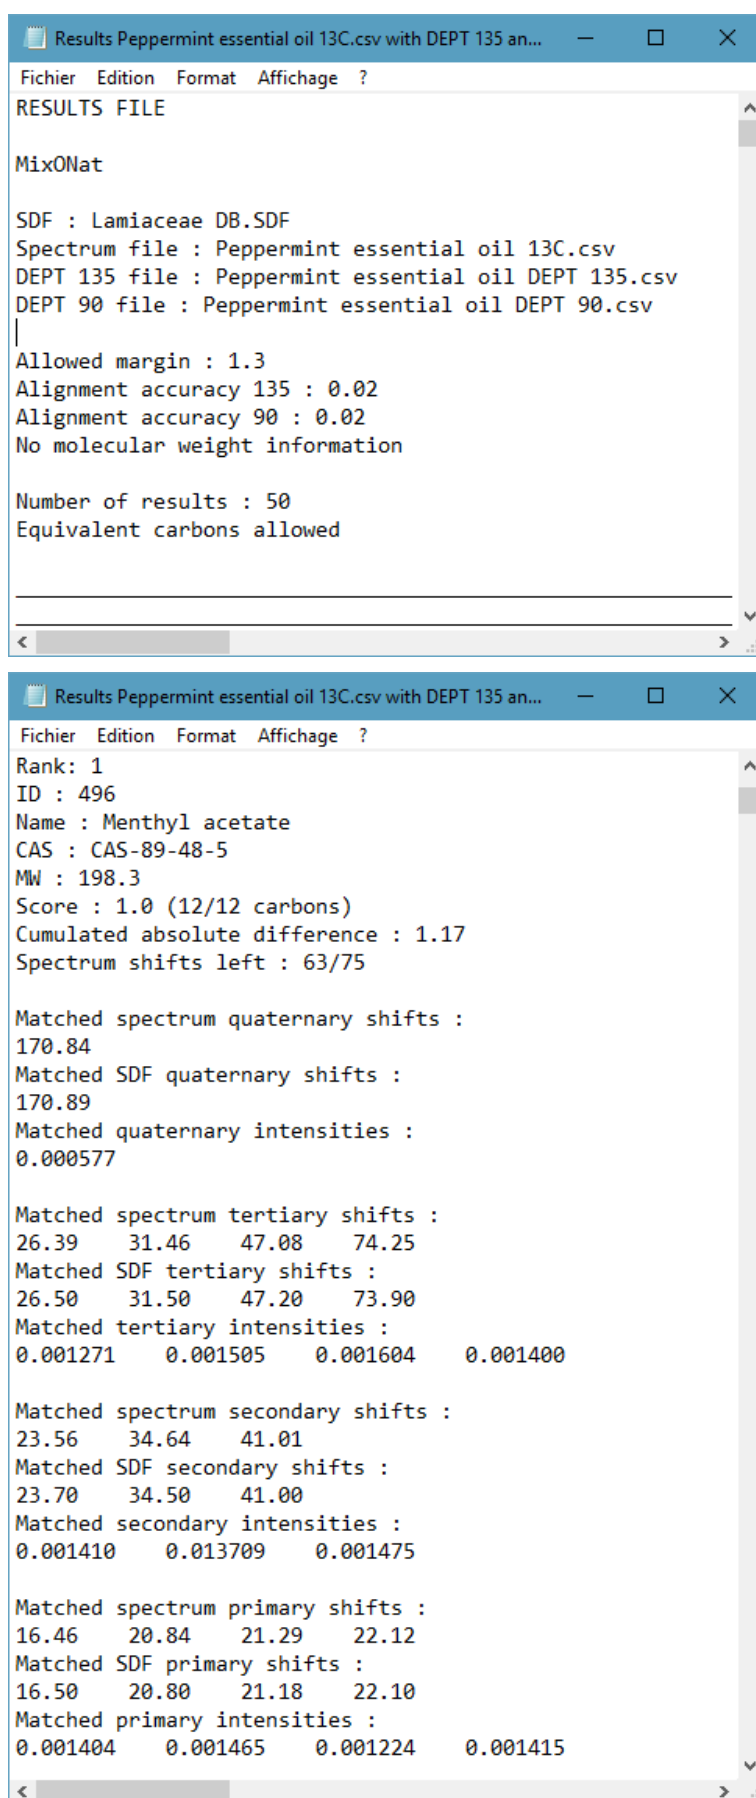 Results Peppermint essential oil 13C.csv with DEPT 135 an...
Fichier Edition Format Affichage ?
RESULTS FILE
MixONat
SDF : Lamiaceae DB.SDF
Spectrum file : Peppermint essential oil 13C.csv
DEPT 135 file : Peppermint essential oil DEPT 135.csv
DEPT 90 file : Peppermint essential oil DEPT 90.csv
Allowed margin : 1.3
Alignment accuracy 135 : 0.02
Alignment accuracy 90 : 0.02
No molecular weight information
Number of results : 50
Equivalent carbons allowed
Results Peppermint essential oil 13C.csv with DEPT 135 an...
Fichier Edition Format Affichage ?
Rank: 1
ID : 496
Name : Menthyl acetate
CAS : CAS-89-48-5
MW : 198.3
Score : 1.0 (12/12 carbons)
Cumulated absolute difference : 1.17
Spectrum shifts left : 63/75
Matched spectrum quaternary shifts :
170.84
Matched SDF quaternary shifts :
170.89
Matched quaternary intensities :
0.000577
Matched spectrum tertiary shifts :
26.39 31.46 47.08 74.25
Matched SDF tertiary shifts :
26.50 31.50 47.20 73.90
Matched tertiary intensities :
0.001271 0.001505 0.001604 0.001400
Matched spectrum secondary shifts :
23.56 34.64 41.01
Matched SDF secondary shifts :
23.70 34.50 41.00
Matched secondary intensities :
0.001410 0.013709 0.001475
Matched spectrum primary shifts :
16.46 20.84 21.29 22.12
Matched SDF primary shifts :
16.50 20.80 21.18 22.10
Matched primary intensities :
0.001404 0.001465 0.001224 0.001415